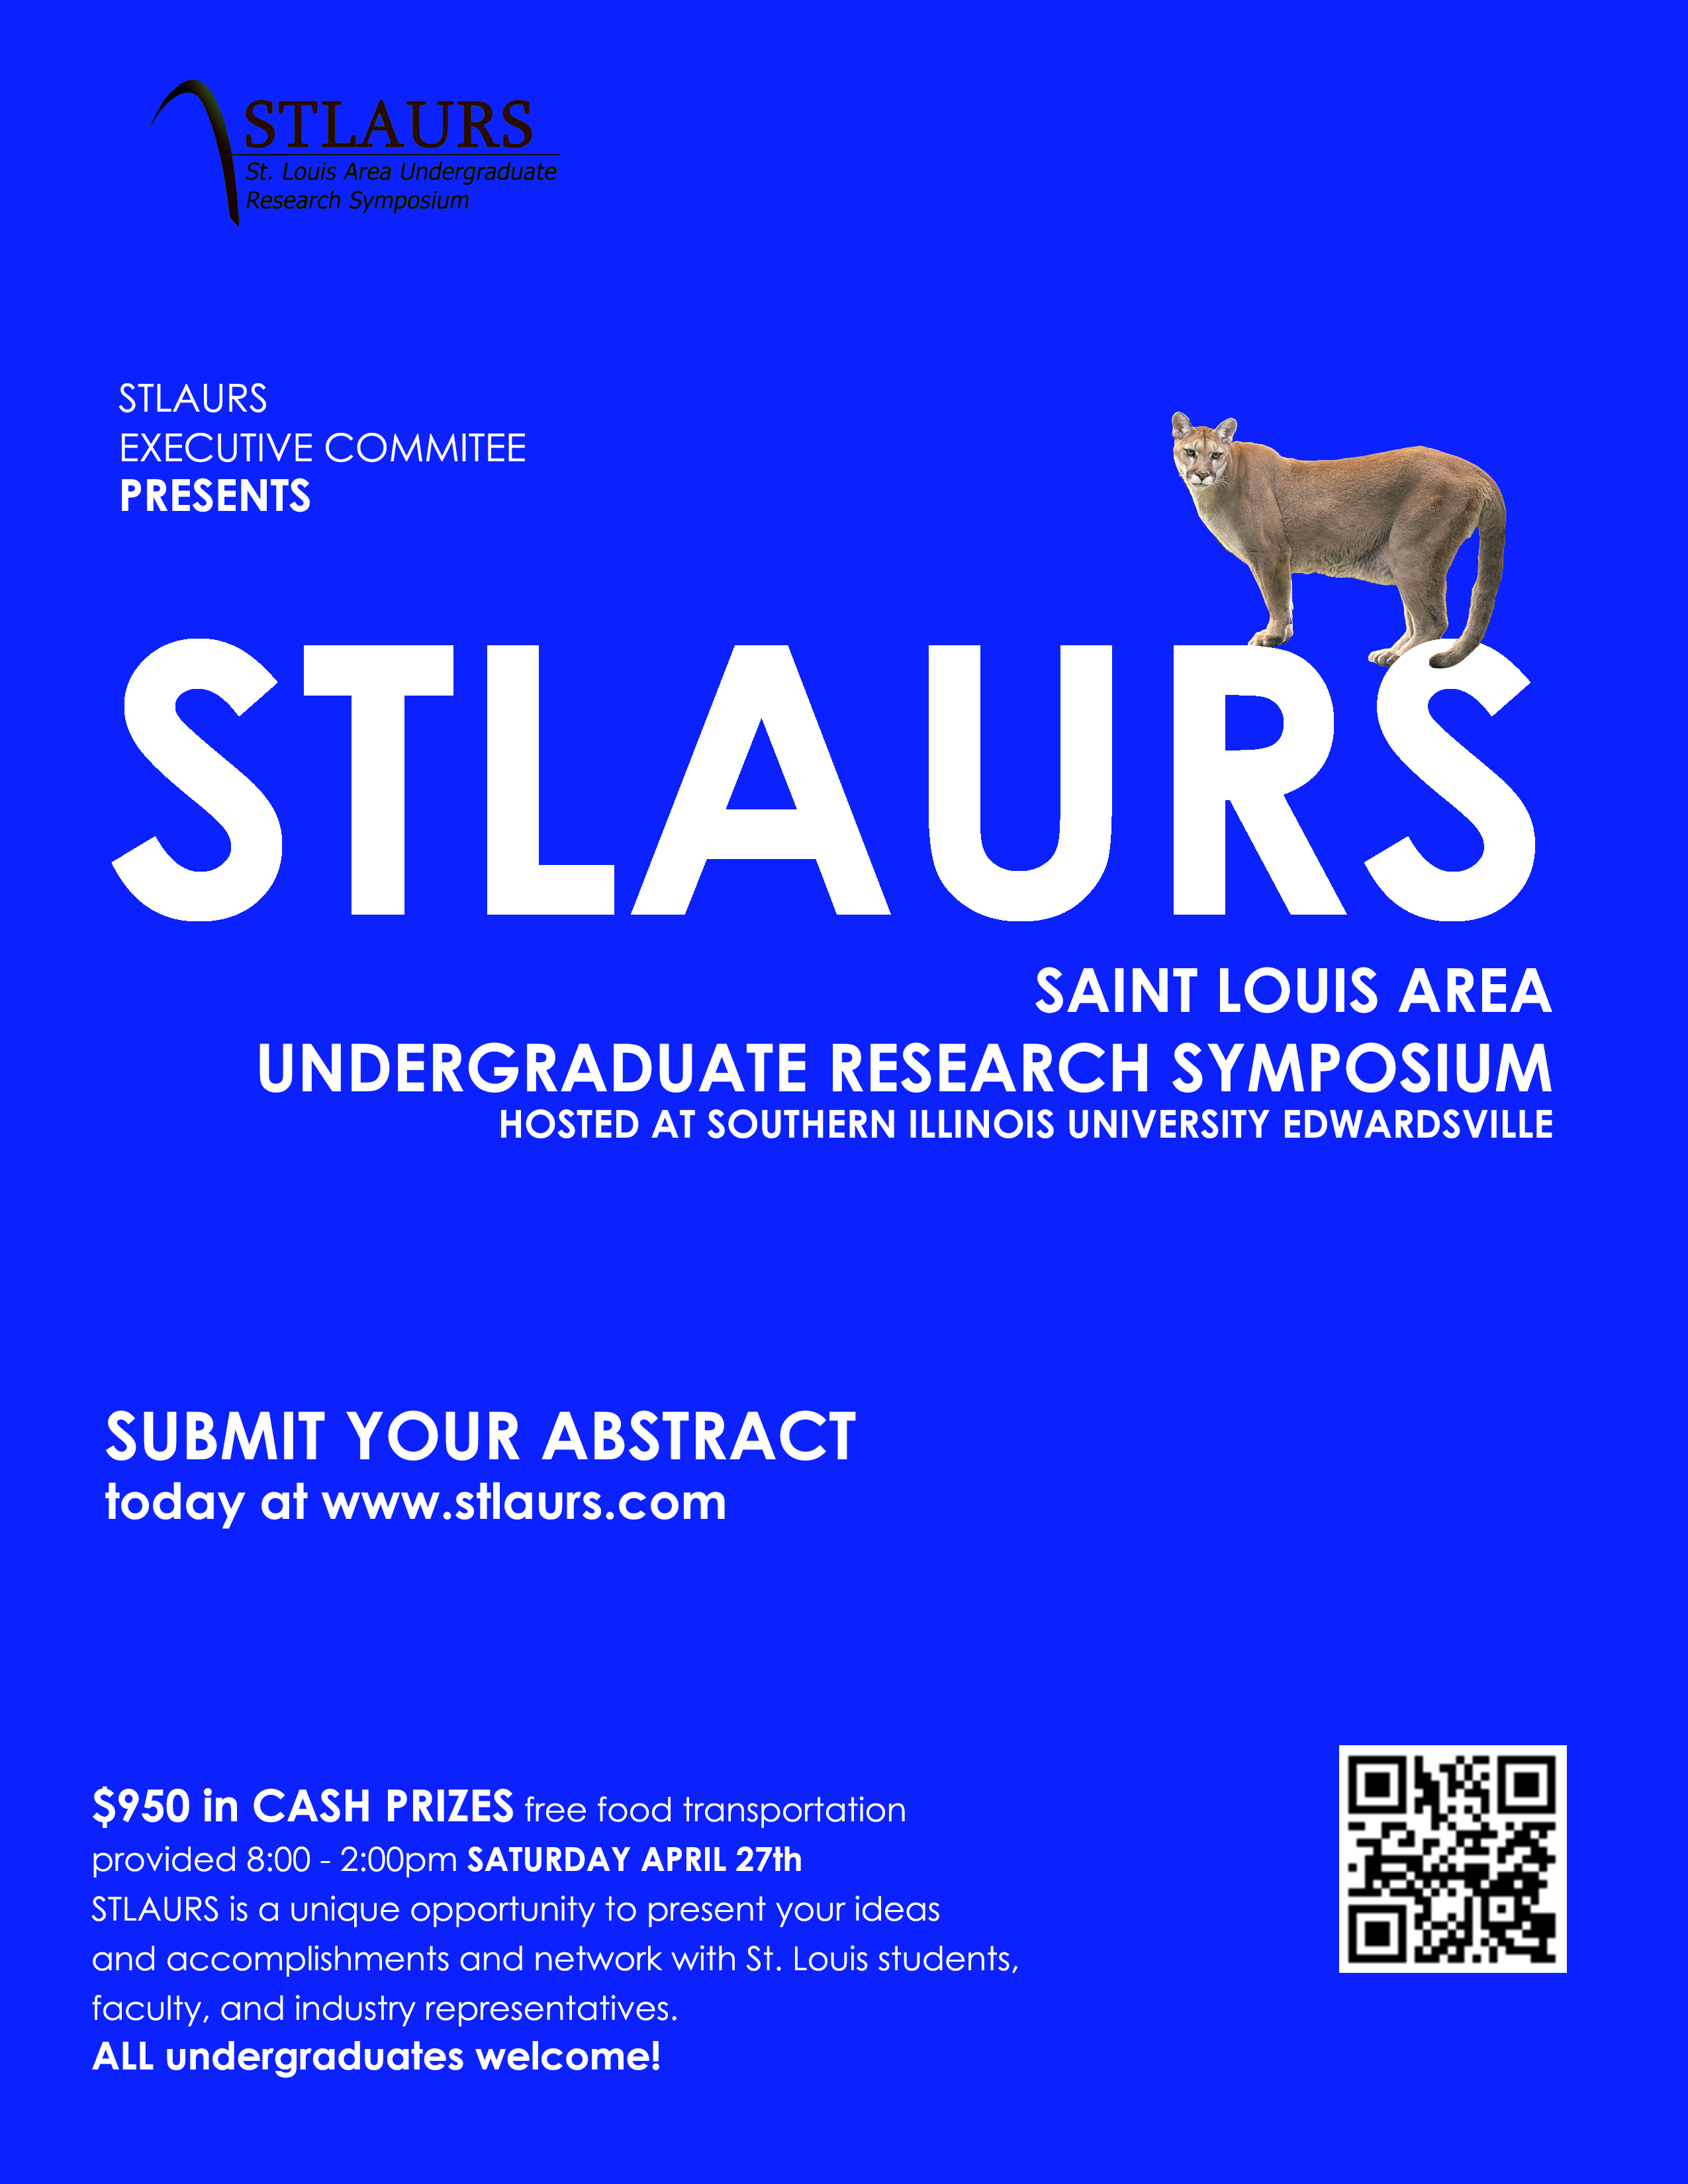 STLAURS
St. Louis Area Undergraduate
Research Symposium
STLAURS
EXECUTIVE COMMITEE
PRESENTS
STLAURS
SAINT LOUIS AREA
UNDERGRADUATE RESEARCH SYMPOSIUM
HOSTED AT SOUTHERN ILLINOIS UNIVERSITY EDWARDSVILLE
SUBMIT YOUR ABSTRACT
today at www.stlaurs.com
$950 in CASH PRIZES free food transportation
provided 8:00 - 2:00pm SATURDAY APRIL 27th
STLAURS is a unique opportunity to present your ideas
and accomplishments and network with St. Louis students,
faculty, and industry representatives.
ALL undergraduates welcome!